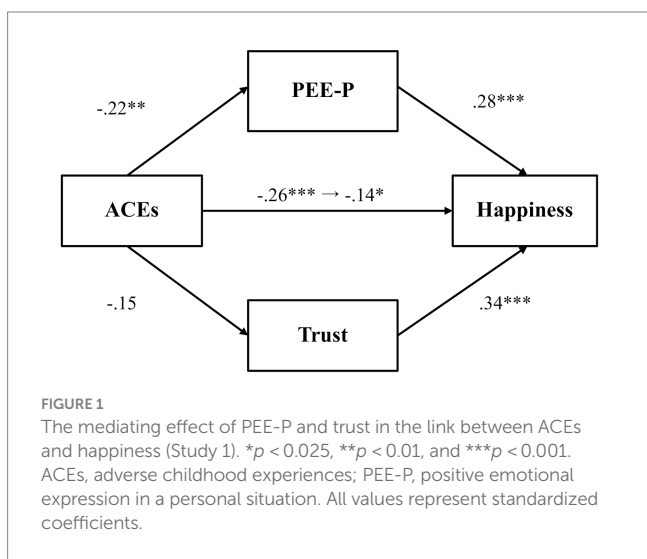 PEE-P
-.22**
.28***
-.26*** → -.14*
ACEs
Happiness
-.15
.34***
Trust
FIGURE 1
The mediating effect of PEE-P and trust in the link between ACEs
and happiness (Study 1). *p < 0.025, **p < 0.01, and ***p < 0.001.
ACEs, adverse childhood experiences; PEE-P, positive emotional
expression in a personal situation. All values represent standardized
coefficients.